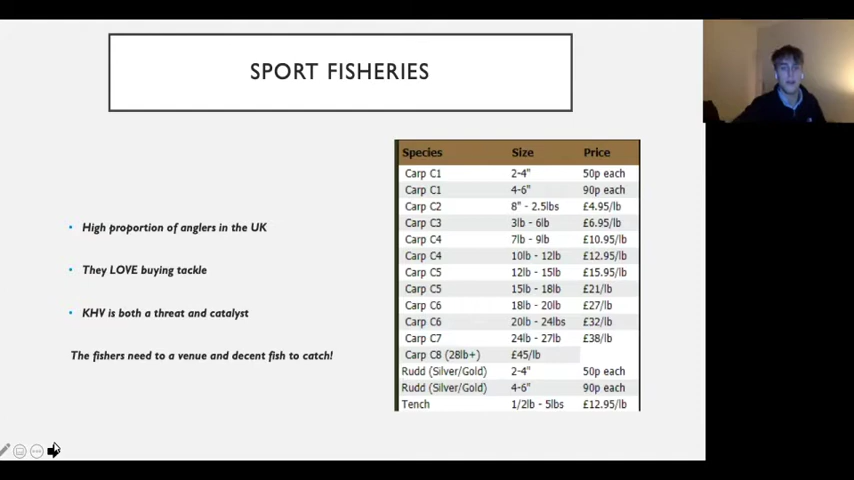 SPORT FISHERIES
High proportion of anglers in the UK
They LOVE buying tackle
KHV is both a threat and catalyst
The fishers need to a venue and decent fish to catch!
Species Size Price
Carp C1 2-4" 50p each
Carp C1 4-6" 90p each
Carp C2 8" - 2.5lbs £4.95/lb
Carp C3 3lb - 6lb £6.95/lb
Carp C4 7lb - 9lb £10.95/lb
Carp C4 10lb - 12lb £12.95/lb
Carp C5 12lb - 15lb £15.95/lb
Carp C5 15lb - 18lb £21/lb
Carp C6 18lb - 20lb £27/lb
Carp C6 20lb - 24lbs £32/lb
Carp C7 24lb - 27lb £38/lb
Carp C8 (28lb+) £45/lb
Rudd (Silver/Gold) 2-4" 50p each
Rudd (Silver/Gold) 4-6" 90p each
Tench 1/2lb - 5lbs £12.95/lb